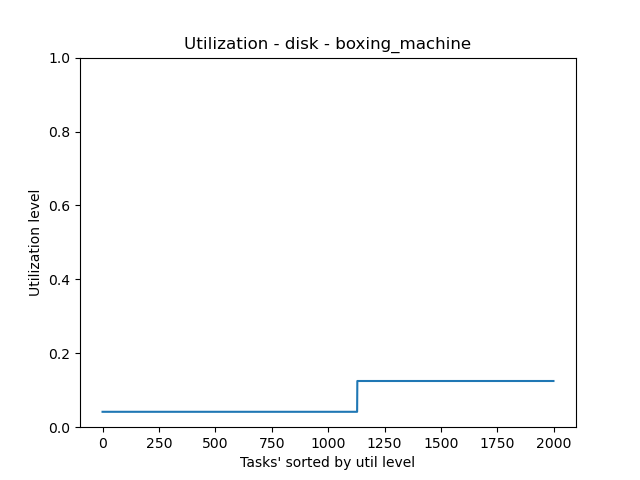 Utilization - disk - boxing_machine
1.0
0.8
0.6
0.4
0.2
0.0
Utilization level
0 250 500 750 1000 1250 1500 1750 2000
Tasks' sorted by util level